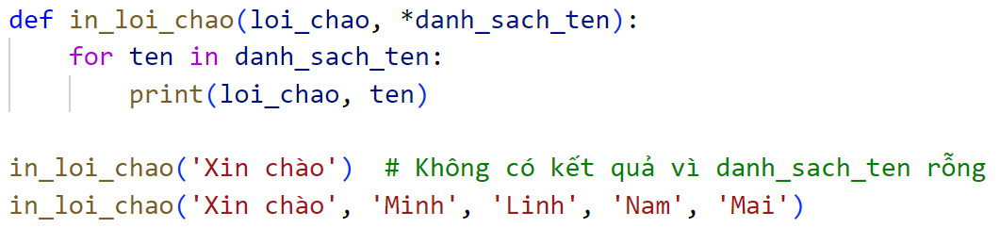 def in_loi_chao(loi_chao, *danh_sach_ten):
    for ten in danh_sach_ten:
        print(loi_chao, ten)
in_loi_chao('Xin chào')  # Không có kết quả vì danh_sach_ten rỗng
in_loi_chao('Xin chào', 'Minh', 'Linh', 'Nam', 'Mai')